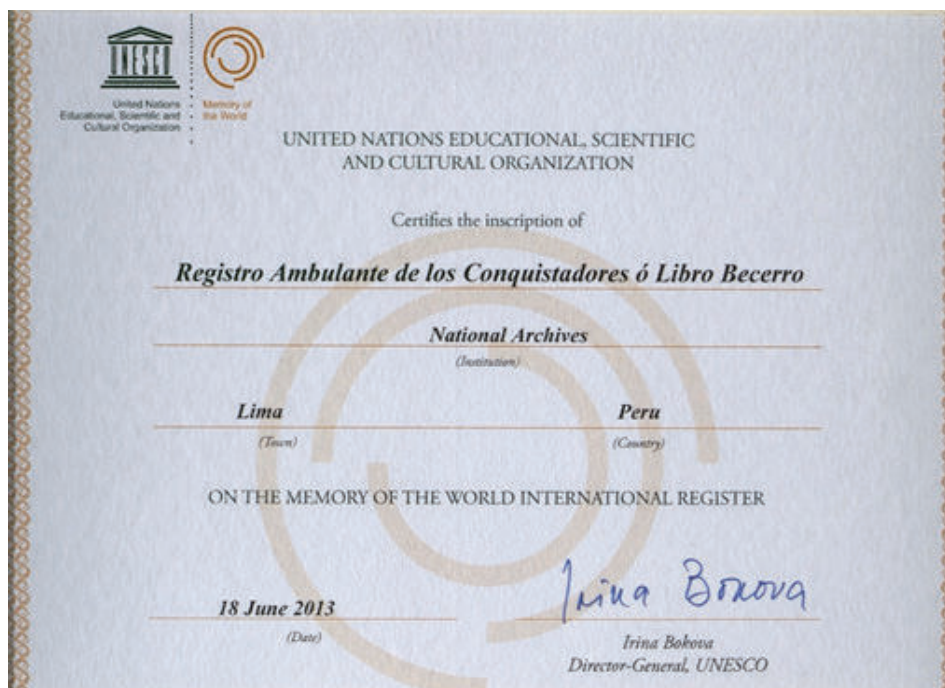 UNESCO
United Nations
Educational, Scientific and
Cultural Organization
Memory of
the World
UNITED NATIONS EDUCATIONAL, SCIENTIFIC
AND CULTURAL ORGANIZATION
Certifies the inscription of
Registro Ambulante de los Conquistadores ó Libro Becerro
National Archives
(Institution)
Lima Peru
(Town) (Country)
ON THE MEMORY OF THE WORLD INTERNATIONAL REGISTER
Irina Bokova
18 June 2013
(Date)
Irina Bokova
Director-General, UNESCO